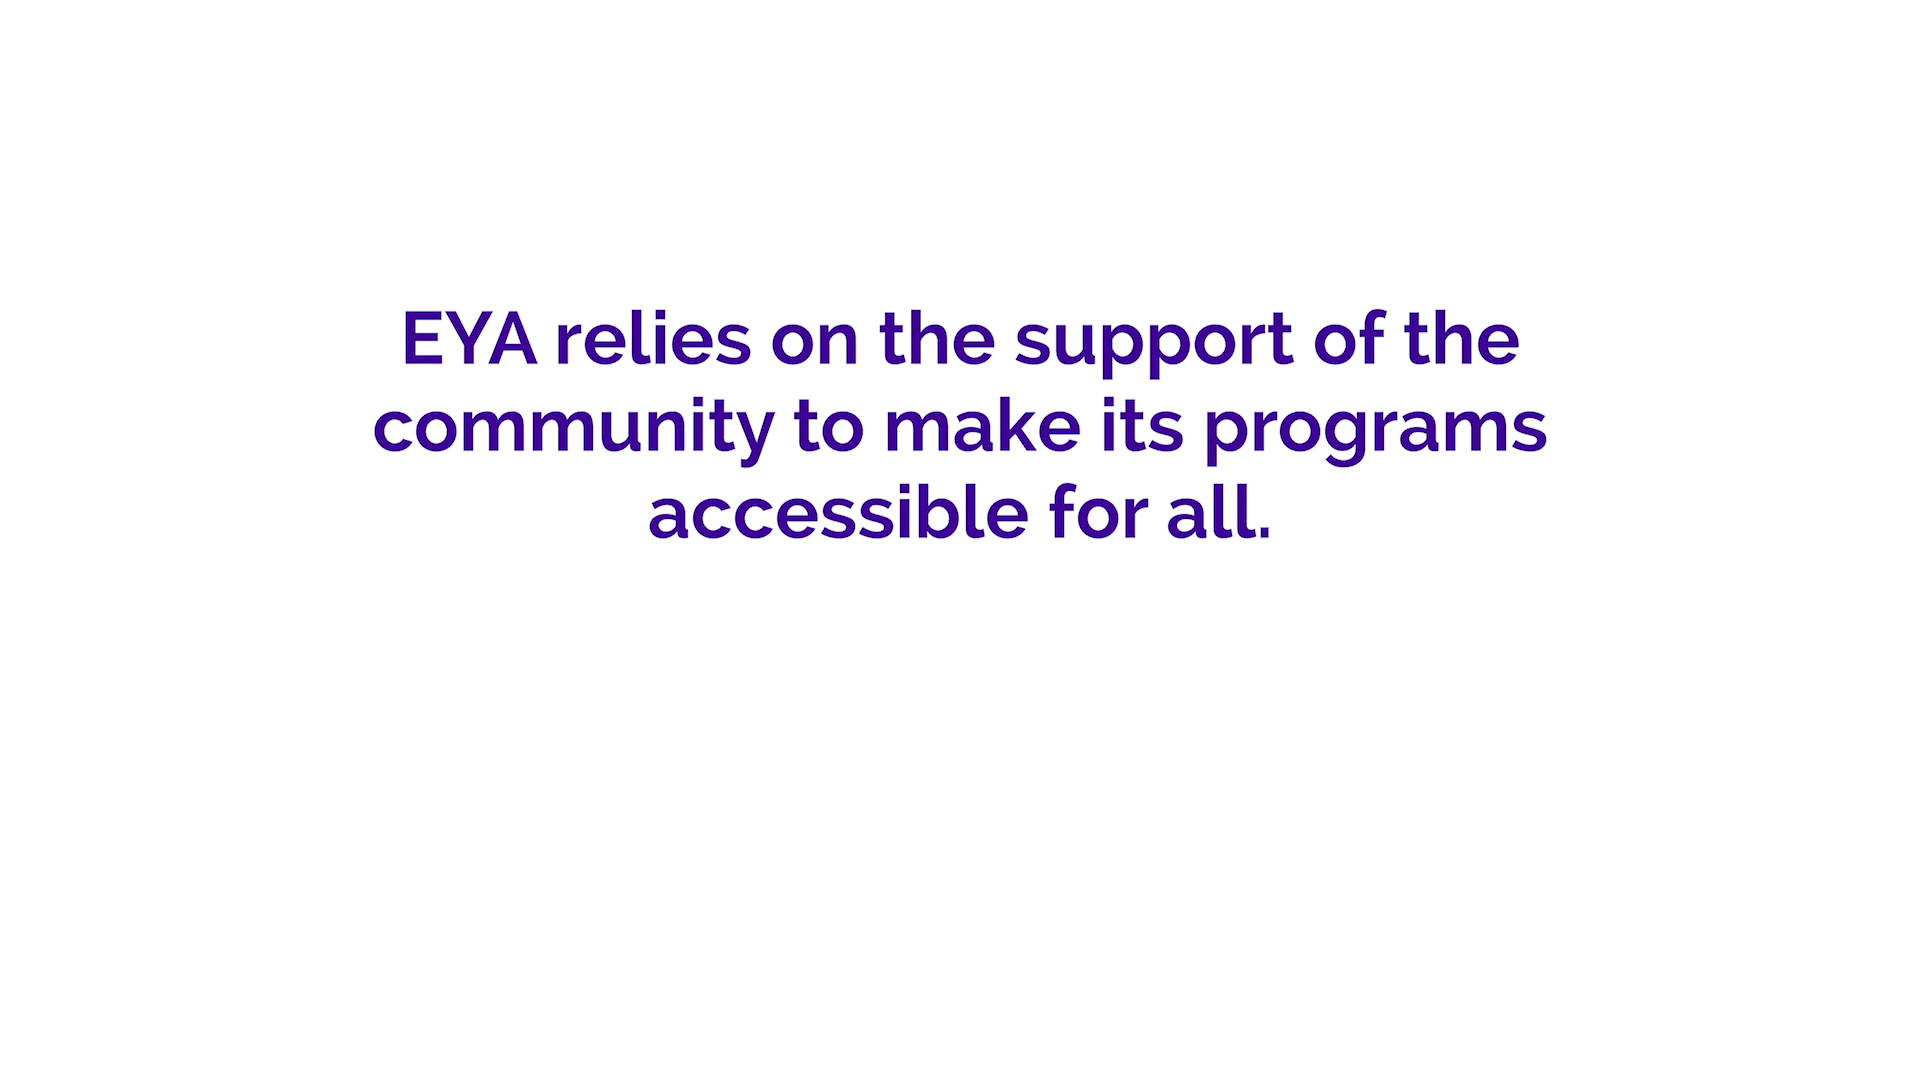 EYA relies on the support of the
community to make its programs
accessible for all.